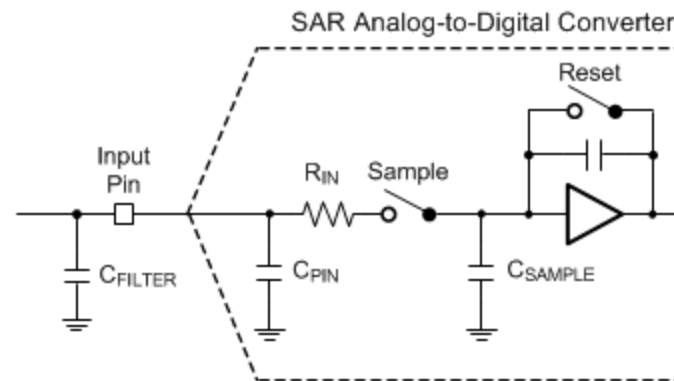 SAR Analog-to-Digital Converter
Reset
Input
Pin
RIN
Sample
CFILTER
CPIN
CSAMPLE